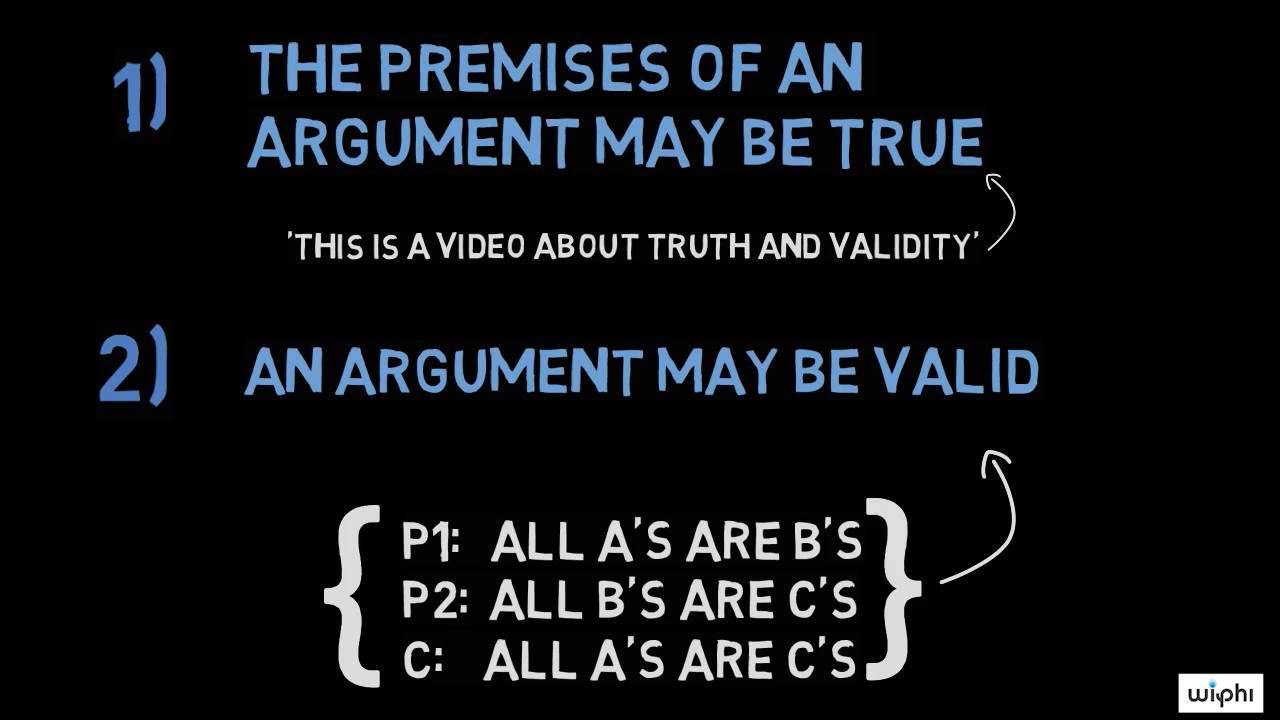 1) THE PREMISES OF AN
ARGUMENT MAY BE TRUE
'THIS IS A VIDEO ABOUT TRUTH AND VALIDITY'
2) AN ARGUMENT MAY BE VALID
{ P1: ALL A'S ARE B'S }
P2: ALL B'S ARE C'S
C: ALL A'S ARE C'S
wiphi